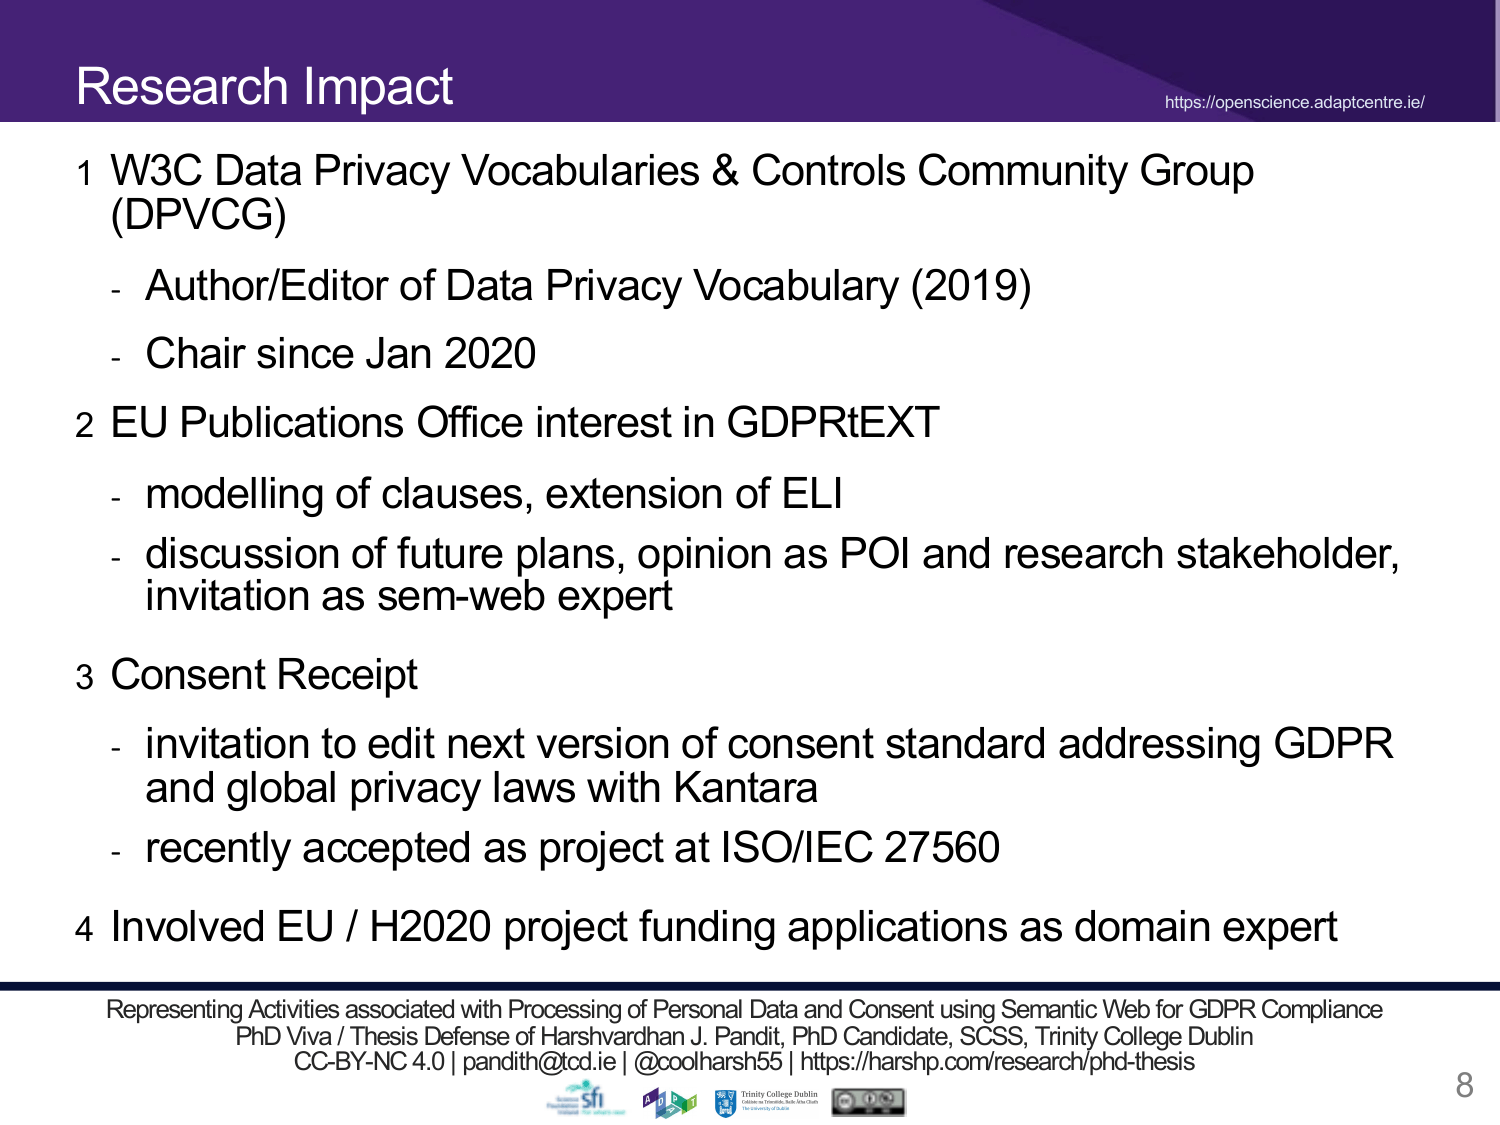 Research Impact
https://openscience.adaptcentre.ie/
1 W3C Data Privacy Vocabularies & Controls Community Group
(DPVCG)
- Author/Editor of Data Privacy Vocabulary (2019)
- Chair since Jan 2020
2 EU Publications Office interest in GDPRtEXT
- modelling of clauses, extension of ELI
- discussion of future plans, opinion as POI and research stakeholder,
invitation as sem-web expert
3 Consent Receipt
- invitation to edit next version of consent standard addressing GDPR
and global privacy laws with Kantara
- recently accepted as project at ISO/IEC 27560
4 Involved EU / H2020 project funding applications as domain expert
Representing Activities associated with Processing of Personal Data and Consent using Semantic Web for GDPR Compliance
PhD Viva / Thesis Defense of Harshvardhan J. Pandit, PhD Candidate, SCSS, Trinity College Dublin
CC-BY-NC 4.0 | pandith@tcd.ie | @coolharsh55 | https://harshp.com/research/phd-thesis
sfi
ADAPT
Trinity College Dublin
The University of Dublin
8